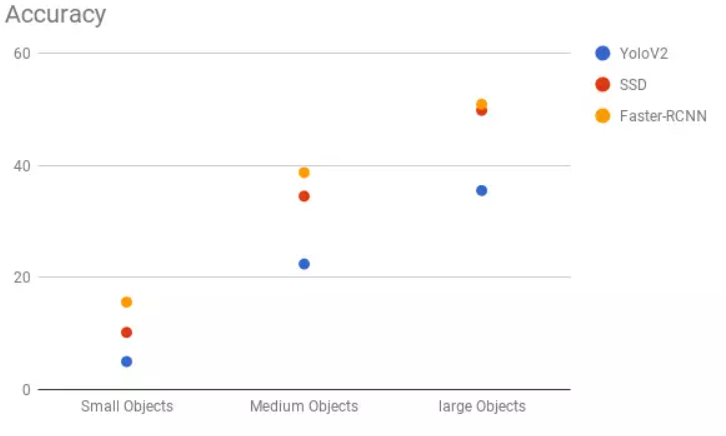 Accuracy
60
40
20
0
Small Objects
Medium Objects
large Objects
YoloV2
SSD
Faster-RCNN